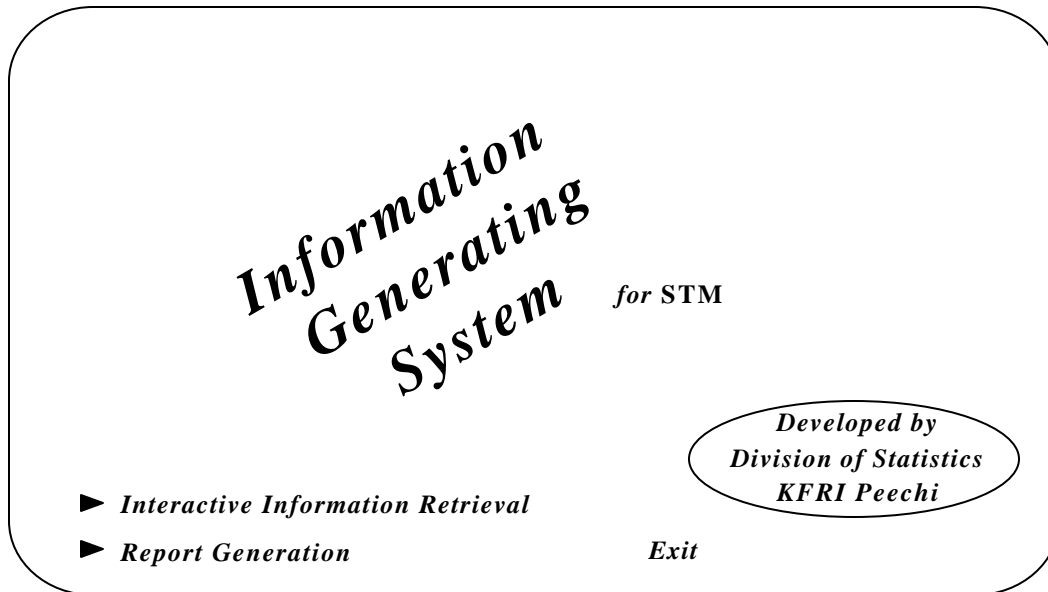 Information
Generating
System
for STM
Developed by
Division of Statistics
KFRI Peechi
Interactive Information Retrieval
Report Generation
Exit